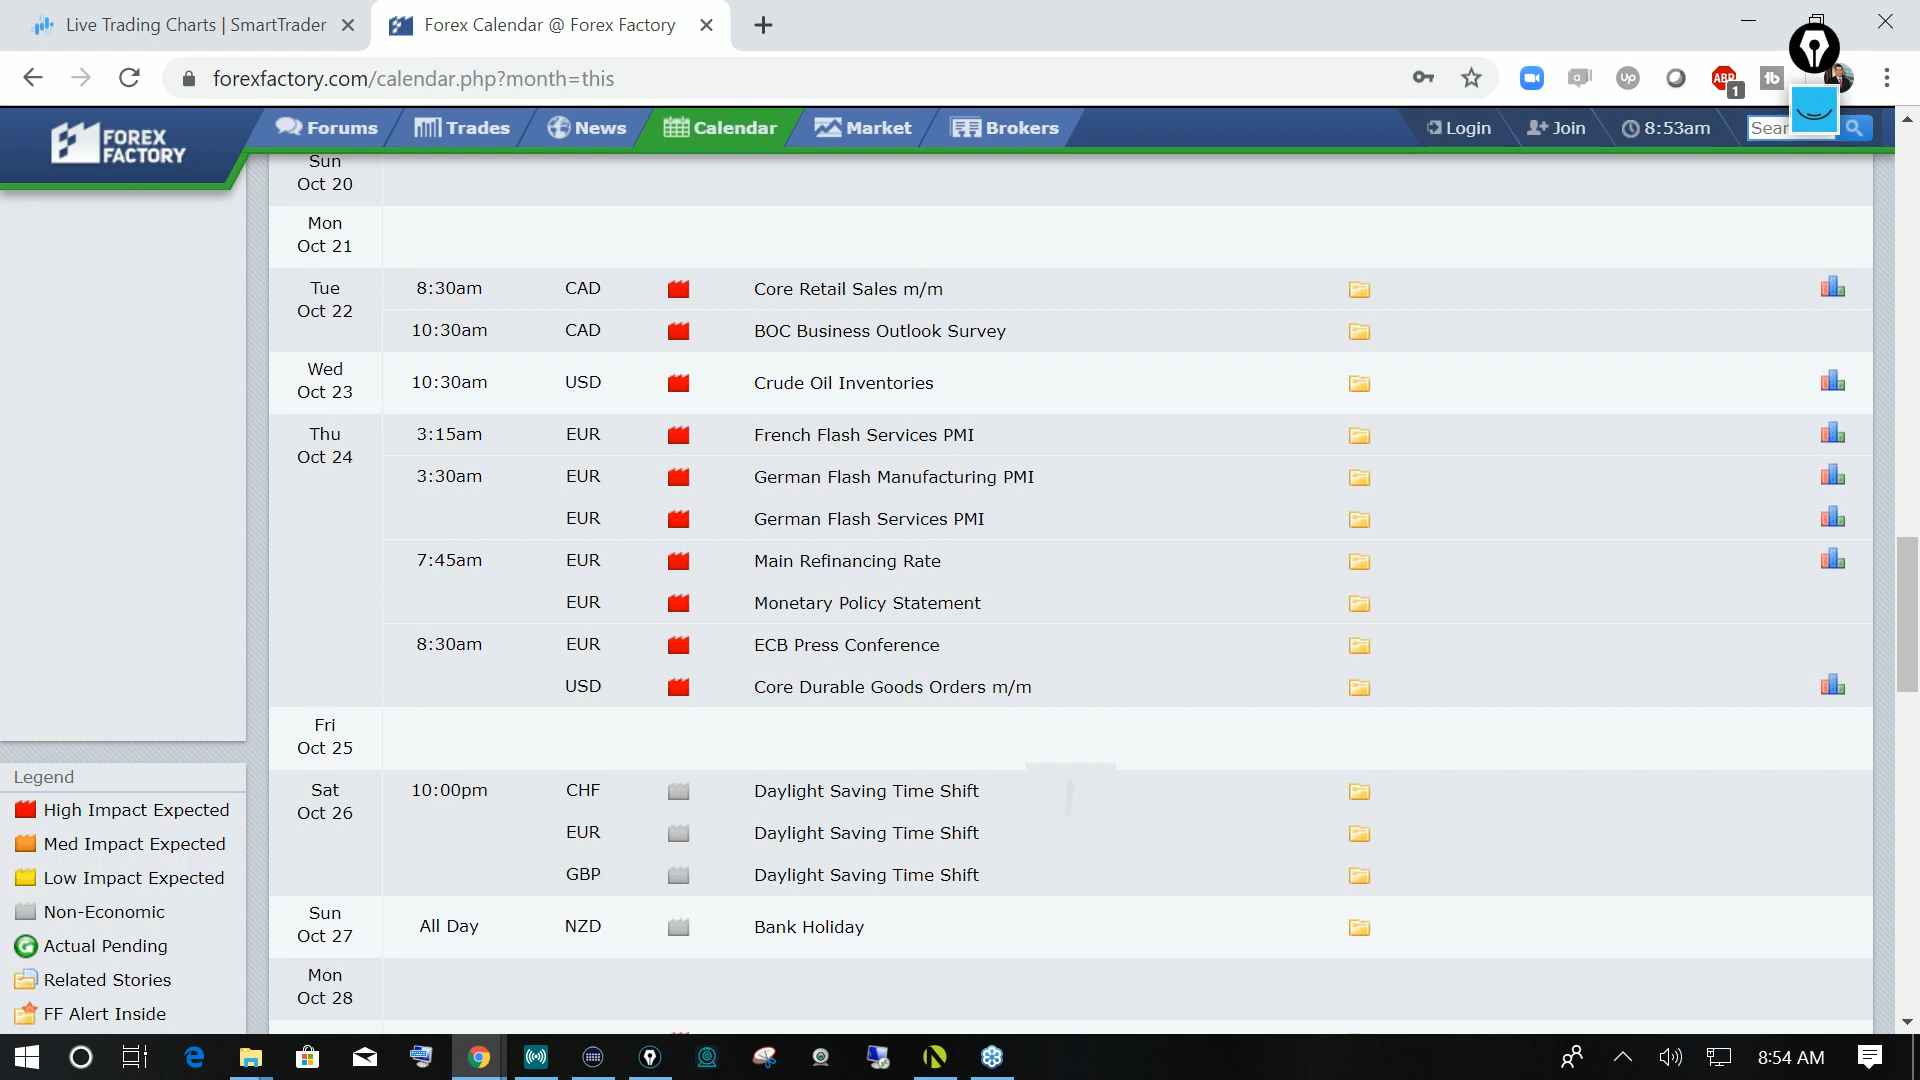 Live Trading Charts | SmartTrader
Forex Calendar @ Forex Factory
forexfactory.com/calendar.php?month=this
ABP
1
Up
a
tb
FOREX FACTORY
Forums
Trades
News
Calendar
Market
Brokers
Login
Join
8:53am
Sear
Sun
Oct 20
Mon
Oct 21
Tue
Oct 22
8:30am CAD Core Retail Sales m/m
10:30am CAD BOC Business Outlook Survey
Wed
Oct 23
10:30am USD Crude Oil Inventories
Thu
Oct 24
3:15am EUR French Flash Services PMI
3:30am EUR German Flash Manufacturing PMI
EUR German Flash Services PMI
7:45am EUR Main Refinancing Rate
EUR Monetary Policy Statement
8:30am EUR ECB Press Conference
USD Core Durable Goods Orders m/m
Fri
Oct 25
Sat
Oct 26
10:00pm CHF Daylight Saving Time Shift
EUR Daylight Saving Time Shift
GBP Daylight Saving Time Shift
Sun
Oct 27
All Day NZD Bank Holiday
Mon
Oct 28
Legend
High Impact Expected
Med Impact Expected
Low Impact Expected
Non-Economic
Actual Pending
Related Stories
FF Alert Inside
8:54 AM